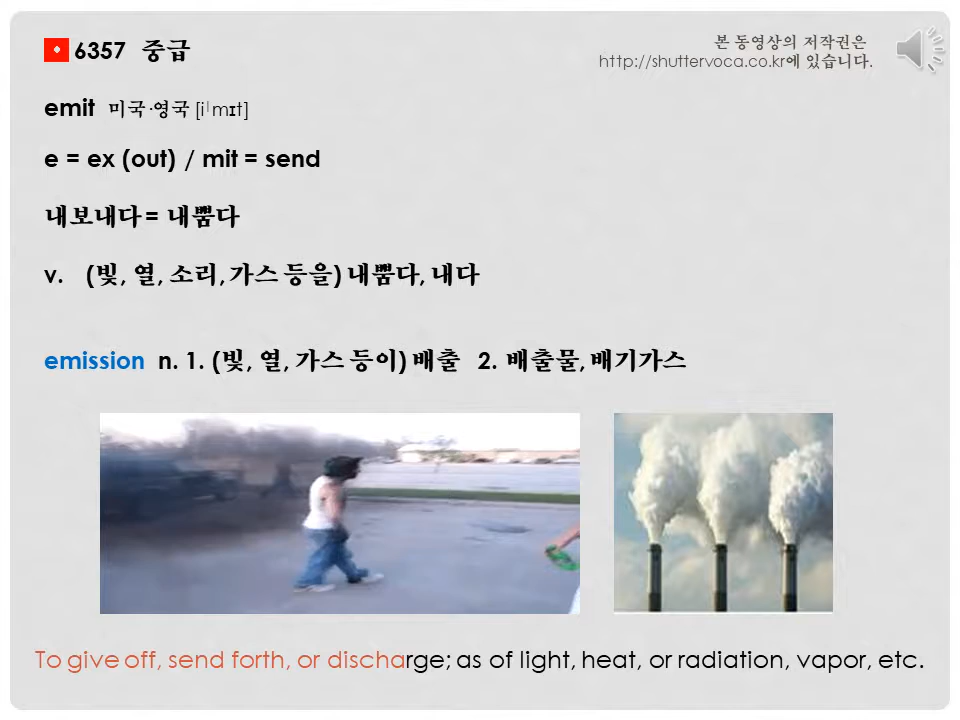 6357 중급
본 동영상의 저작권은
http://shuttervoca.co.kr에 있습니다.
emit 미국·영국 [iˈmɪt]
e = ex (out) / mit = send
내보내다 = 내뿜다
v. (빛, 열, 소리, 가스 등을) 내뿜다, 내다
emission n. 1. (빛, 열, 가스 등이) 배출 2. 배출물, 배기가스
To give off, send forth, or discharge; as of light, heat, or radiation, vapor, etc.